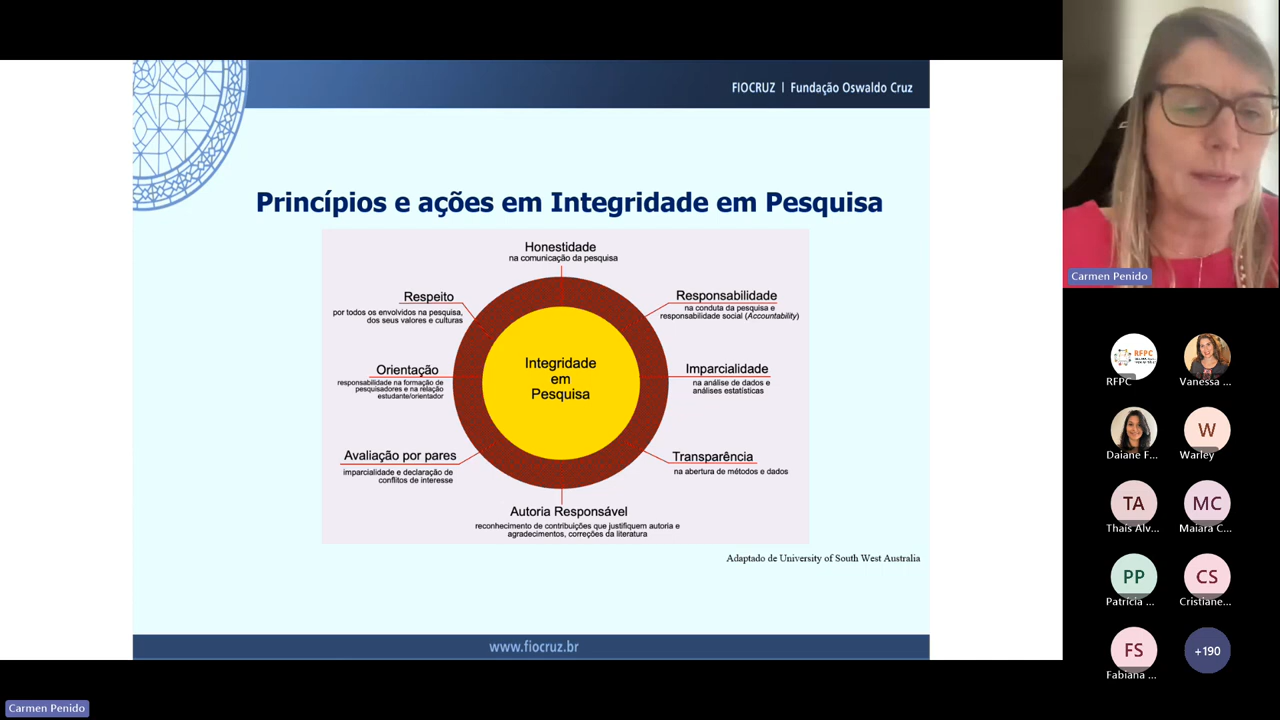 FIOCRUZ | Fundação Oswaldo Cruz
Princípios e ações em Integridade em Pesquisa
Honestidade
na comunicação da pesquisa
Respeito
por todos os envolvidos na pesquisa,
dos seus valores e culturas
Responsabilidade
na conduta da pesquisa e
responsabilidade social (Accountability)
Orientação
responsabilidade na formação de
pesquisadores e na relação
estudante/orientador
Integridade
em
Pesquisa
Imparcialidade
na análise de dados e
análises estatísticas
Avaliação por pares
imparcialidade e declaração de
conflitos de interesse
Transparência
na abertura de métodos e dados
Autoria Responsável
reconhecimento de contribuições que justifiquem autoria e
agradecimentos, correções da literatura
Adaptado de University of South West Australia
www.fiocruz.br
Carmen Penido
RFPC
RFPC
Vanessa ...
Daiane F...
W
Warley
TA
Thaís Alv...
MC
Maiara C...
PP
Patrícia ...
CS
Cristiane...
FS
Fabiana ...
+190
Carmen Penido